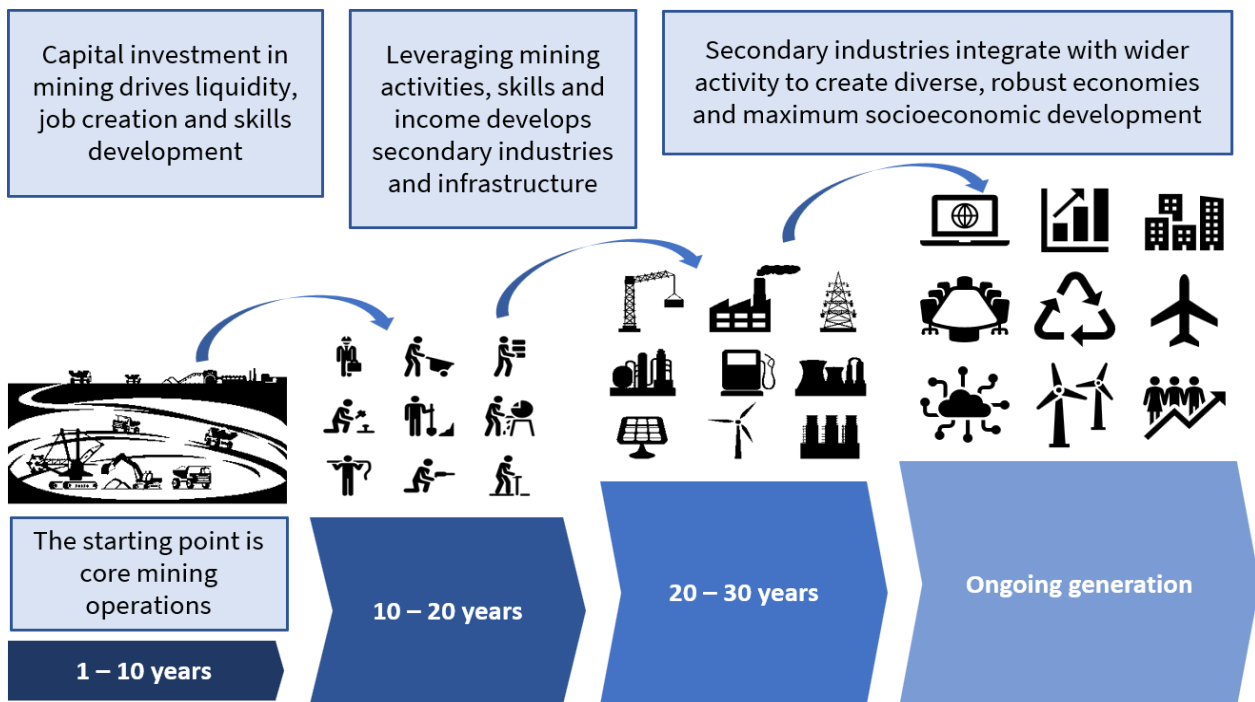 Capital investment in
mining drives liquidity,
job creation and skills
development
Leveraging mining
activities, skills and
income develops
secondary industries
and infrastructure
Secondary industries integrate with wider
activity to create diverse, robust economies
and maximum socioeconomic development
The starting point is
core mining
operations
1 – 10 years
10 – 20 years
20 – 30 years
Ongoing generation